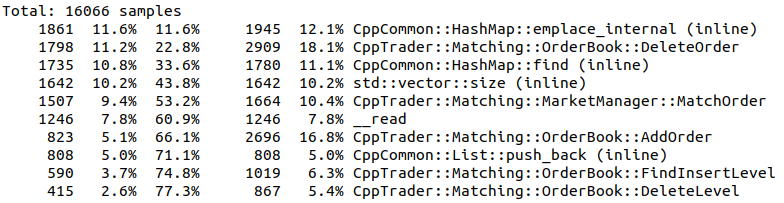 Total: 16066 samples
1861 11.6% 11.6% 1945 12.1% CppCommon::HashMap::emplace_internal (inline)
1798 11.2% 22.8% 2909 18.1% CppTrader::Matching::OrderBook::DeleteOrder
1735 10.8% 33.6% 1780 11.1% CppCommon::HashMap::find (inline)
1642 10.2% 43.8% 1642 10.2% std::vector::size (inline)
1507 9.4% 53.2% 1664 10.4% CppTrader::Matching::MarketManager::MatchOrder
1246 7.8% 60.9% 1246 7.8% __read
823 5.1% 66.1% 2696 16.8% CppTrader::Matching::OrderBook::AddOrder
808 5.0% 71.1% 808 5.0% CppCommon::List::push_back (inline)
590 3.7% 74.8% 1019 6.3% CppTrader::Matching::OrderBook::FindInsertLevel
415 2.6% 77.3% 867 5.4% CppTrader::Matching::OrderBook::DeleteLevel